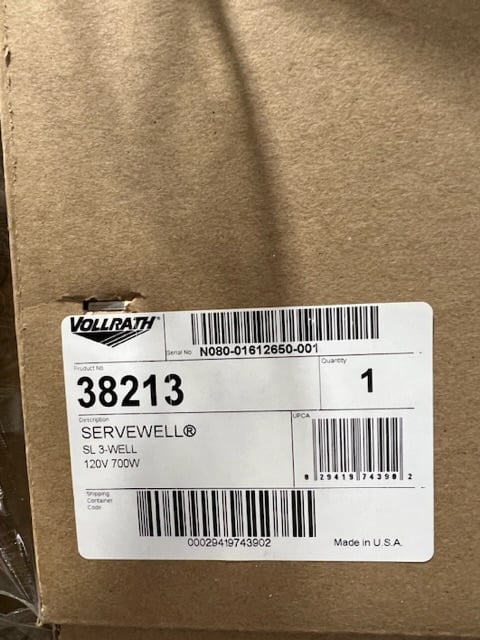 VOLLRATH®
Serial No N080-01612650-001
Product No
38213
Quantity
1
Description
SERVEWELL®
SL 3-WELL
120V 700W
UPCA
0 29419 74390 2
Shipping
Container
Code
00029419743902
Made in U.S.A.